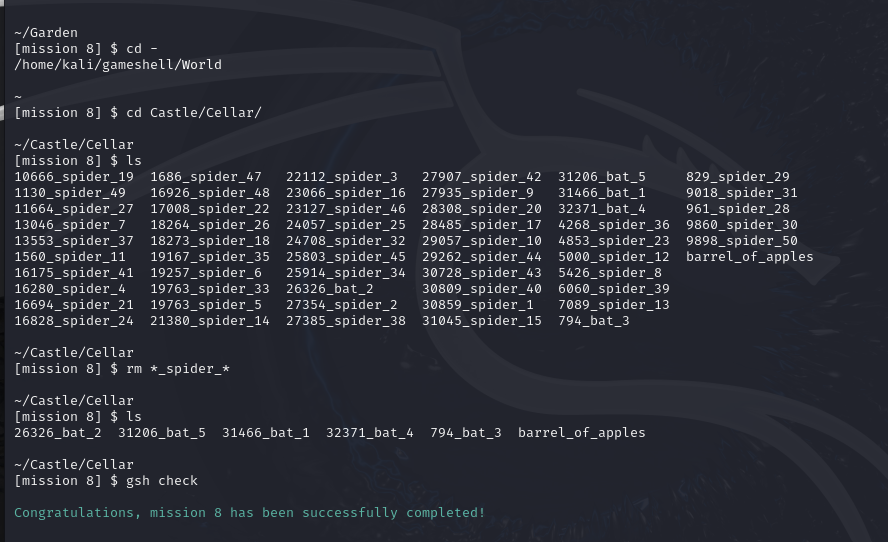 ~/Garden
[mission 8] $ cd -
/home/kali/gameshell/World
~
[mission 8] $ cd Castle/Cellar/
~/Castle/Cellar
[mission 8] $ ls
10666_spider_19  1686_spider_47   22112_spider_3   27907_spider_42  31206_bat_5      829_spider_29
1130_spider_49   16926_spider_48  23066_spider_16  27935_spider_9   31466_bat_1      9018_spider_31
11664_spider_27  17008_spider_22  23127_spider_46  28308_spider_20  32371_bat_4      961_spider_28
13046_spider_7   18264_spider_26  24057_spider_25  28485_spider_17  4268_spider_36   9860_spider_30
13553_spider_37  18273_spider_18  24708_spider_32  29057_spider_10  4853_spider_23   9898_spider_50
1560_spider_11   19167_spider_35  25803_spider_45  29262_spider_44  5000_spider_12   barrel_of_apples
16175_spider_41  19257_spider_6   25914_spider_34  30728_spider_43  5426_spider_8
16280_spider_4   19763_spider_33  26326_bat_2      30809_spider_40  6060_spider_39
16694_spider_21  19763_spider_5   27354_spider_2   30859_spider_1   7089_spider_13
16828_spider_24  21380_spider_14  27385_spider_38  31045_spider_15  794_bat_3
~/Castle/Cellar
[mission 8] $ rm *_spider_*
~/Castle/Cellar
[mission 8] $ ls
26326_bat_2  31206_bat_5  31466_bat_1  32371_bat_4  794_bat_3  barrel_of_apples
~/Castle/Cellar
[mission 8] $ gsh check
Congratulations, mission 8 has been successfully completed!